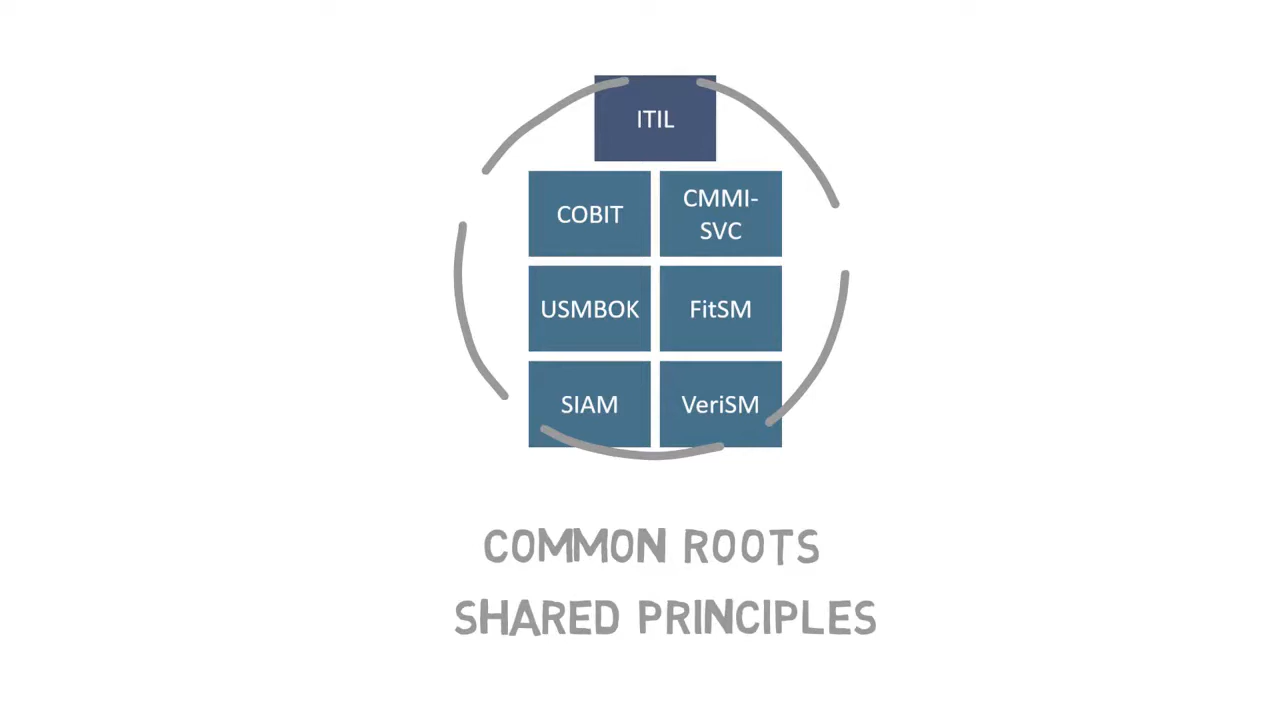 ITIL
COBIT
CMMI-
SVC
USMBOK
FitSM
SIAM
VeriSM
COMMON ROOTS
SHARED PRINCIPLES